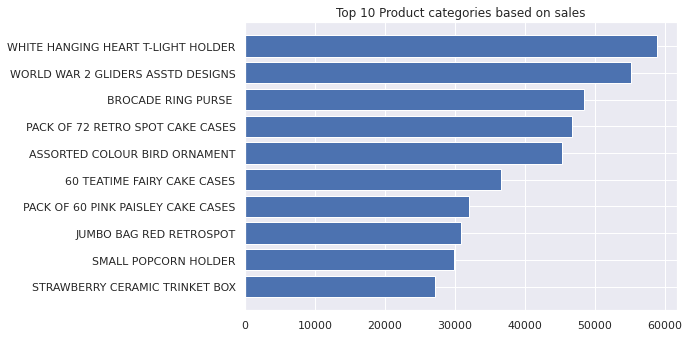 Top 10 Product categories based on sales
WHITE HANGING HEART T-LIGHT HOLDER
WORLD WAR 2 GLIDERS ASSTD DESIGNS
BROCADE RING PURSE
PACK OF 72 RETRO SPOT CAKE CASES
ASSORTED COLOUR BIRD ORNAMENT
60 TEATIME FAIRY CAKE CASES
PACK OF 60 PINK PAISLEY CAKE CASES
JUMBO BAG RED RETROSPOT
SMALL POPCORN HOLDER
STRAWBERRY CERAMIC TRINKET BOX
0 10000 20000 30000 40000 50000 60000